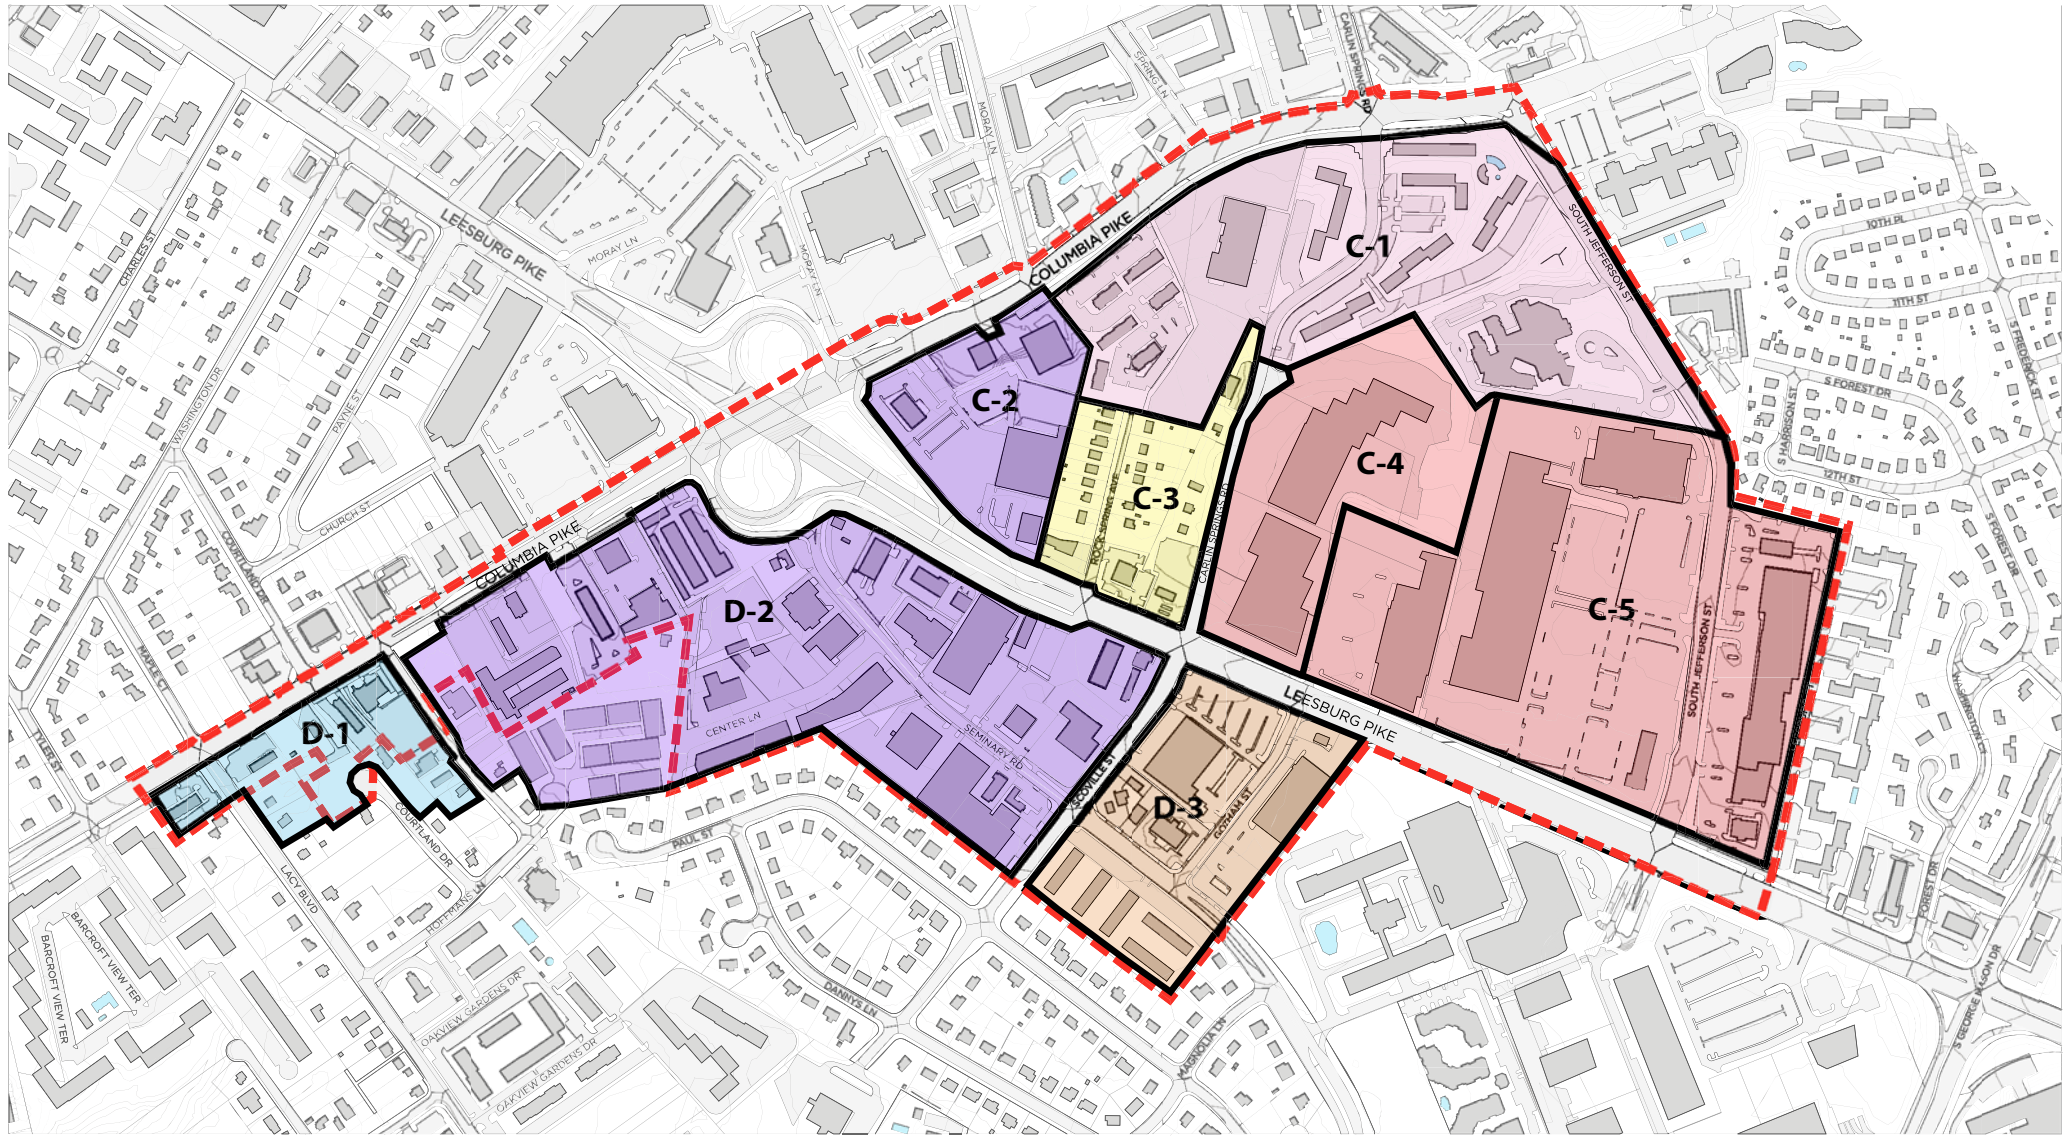 CARLIN SPRINGS RD
SPRING LN
MORAY LN
LEESBURG PIKE
MORAY LN
MORAY LN
CHARLES ST
COLUMBIA PIKE
C-1
SOUTH JEFFERSON ST
10TH PL
11TH ST
S FREDERICK ST
S FOREST DR
S HARRISON ST
12TH ST
S FOREST DR
WASHINGTON DR
PAYNE ST
C-2
C-3
C-4
C-5
ROCK SPRING AVE
CARLIN SPRINGS RD
SOUTH JEFFERSON ST
CHURCH ST
COURTLAND DR
COLUMBIA PIKE
D-2
MAPLE CT
TYLER ST
D-1
CENTER LN
SEMINARY RD
LEESBURG PIKE
SCOVILLE ST
D-3
GOTHAM ST
COURTLAND DR
PAUL ST
LACY BLVD
HOFFMANS LN
BARCROFT VIEW TER
BARCROFT VIEW TER
OAKVIEW GARDENS DR
OAKVIEW GARDENS DR
DANNYS LN
MAGNOLIA LN
FOREST DR
S GEORGE MASON DR